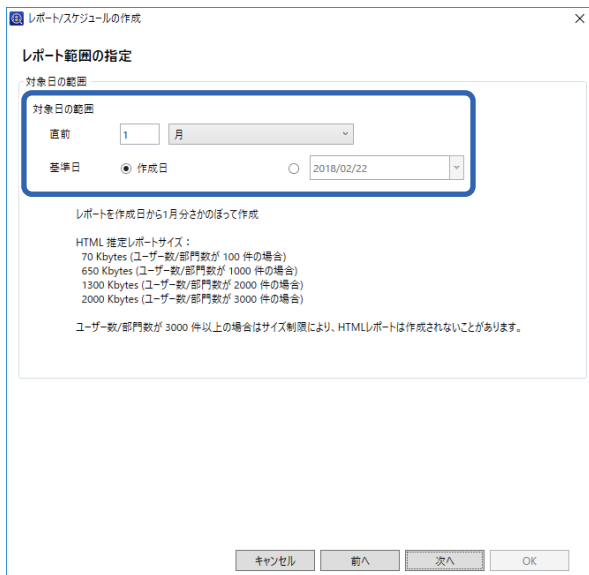 レポート/スケジュールの作成
レポート範囲の指定
対象日の範囲
対象日の範囲
直前 1 月
基準日 作成日 2018/02/22
レポートを作成日から1月分さかのぼって作成
HTML 推定レポートサイズ：
70 Kbytes (ユーザー数/部門数が 100 件の場合)
650 Kbytes (ユーザー数/部門数が 1000 件の場合)
1300 Kbytes (ユーザー数/部門数が 2000 件の場合)
2000 Kbytes (ユーザー数/部門数が 3000 件の場合)
ユーザー数/部門数が 3000 件以上の場合はサイズ制限により、HTMLレポートは作成されないことがあります。
キャンセル 前へ 次へ OK